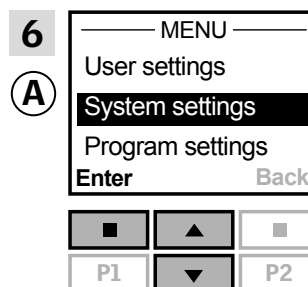 6
A
MENU
User settings
System settings
Program settings
Enter Back
P1 P2